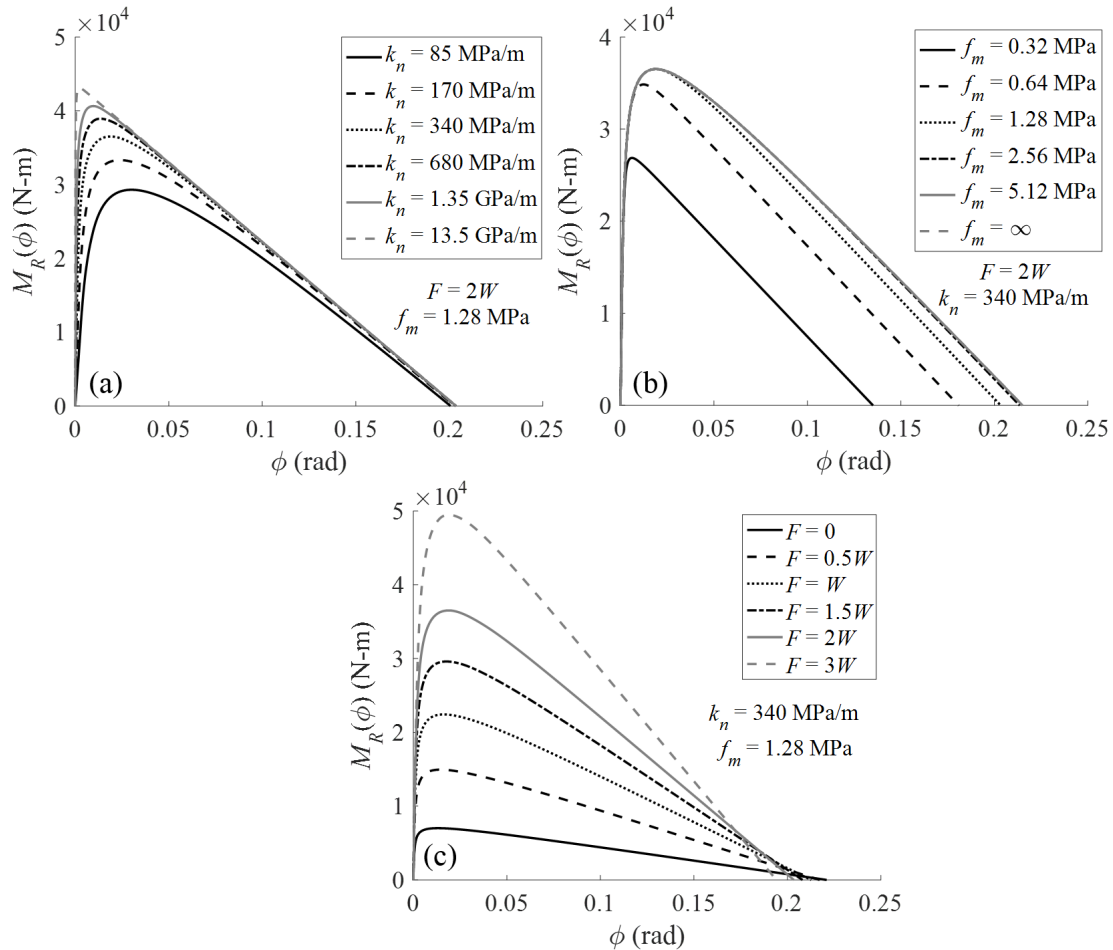 ×10⁴
5
4
3
2
1
0
M_R(ϕ) (N-m)
k_n = 85 MPa/m
k_n = 170 MPa/m
k_n = 340 MPa/m
k_n = 680 MPa/m
k_n = 1.35 GPa/m
k_n = 13.5 GPa/m
F = 2W
f_m = 1.28 MPa
(a)
0 0.05 0.1 0.15 0.2 0.25
ϕ (rad)
×10⁴
4
3
2
1
0
M_R(ϕ) (N-m)
f_m = 0.32 MPa
f_m = 0.64 MPa
f_m = 1.28 MPa
f_m = 2.56 MPa
f_m = 5.12 MPa
f_m = ∞
F = 2W
k_n = 340 MPa/m
(b)
0 0.05 0.1 0.15 0.2 0.25
ϕ (rad)
×10⁴
5
4
3
2
1
0
M_R(ϕ) (N-m)
F = 0
F = 0.5W
F = W
F = 1.5W
F = 2W
F = 3W
k_n = 340 MPa/m
f_m = 1.28 MPa
(c)
0 0.05 0.1 0.15 0.2 0.25
ϕ (rad)